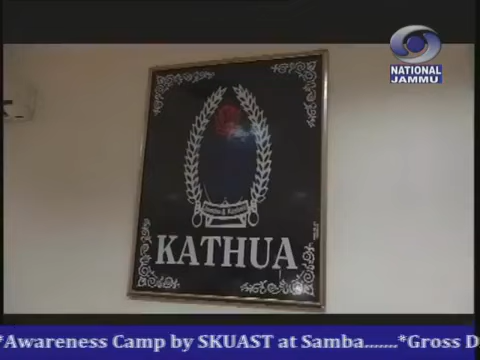 NATIONAL
JAMMU
KATHUA
*Awareness Camp by SKUAST at Samba.......*Gross D